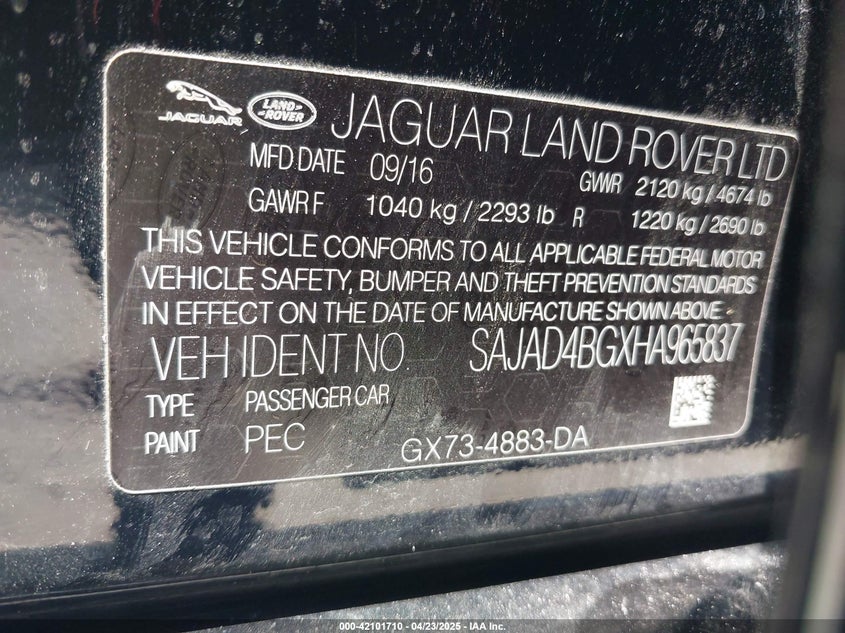 JAGUAR LAND ROVER JAGUAR LAND ROVER LTD
MFD DATE 09/16 GVWR 2120 kg / 4674 lb
GAWR F 1040 kg / 2293 lb R 1220 kg / 2690 lb
THIS VEHICLE CONFORMS TO ALL APPLICABLE FEDERAL MOTOR
VEHICLE SAFETY, BUMPER AND THEFT PREVENTION STANDARDS
IN EFFECT ON THE DATE OF MANUFACTURE SHOWN ABOVE.
VEH IDENT NO. SAJAD4BGXHA965837
TYPE PASSENGER CAR
PAINT PEC GX73-4883-DA
000-42101710 - 04/23/2025 - IAA Inc.